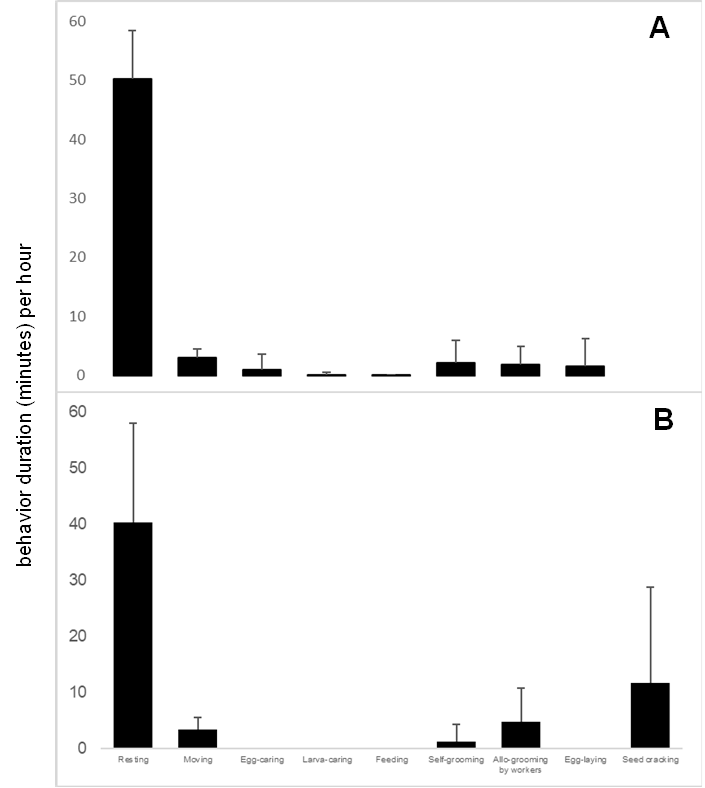 A
60
50
40
30
20
10
0
behavior duration (minutes) per hour
B
60
50
40
30
20
10
0
Resting Moving Egg-caring Larva-caring Feeding Self-grooming Allo-grooming Egg-laying Seed cracking
by workers